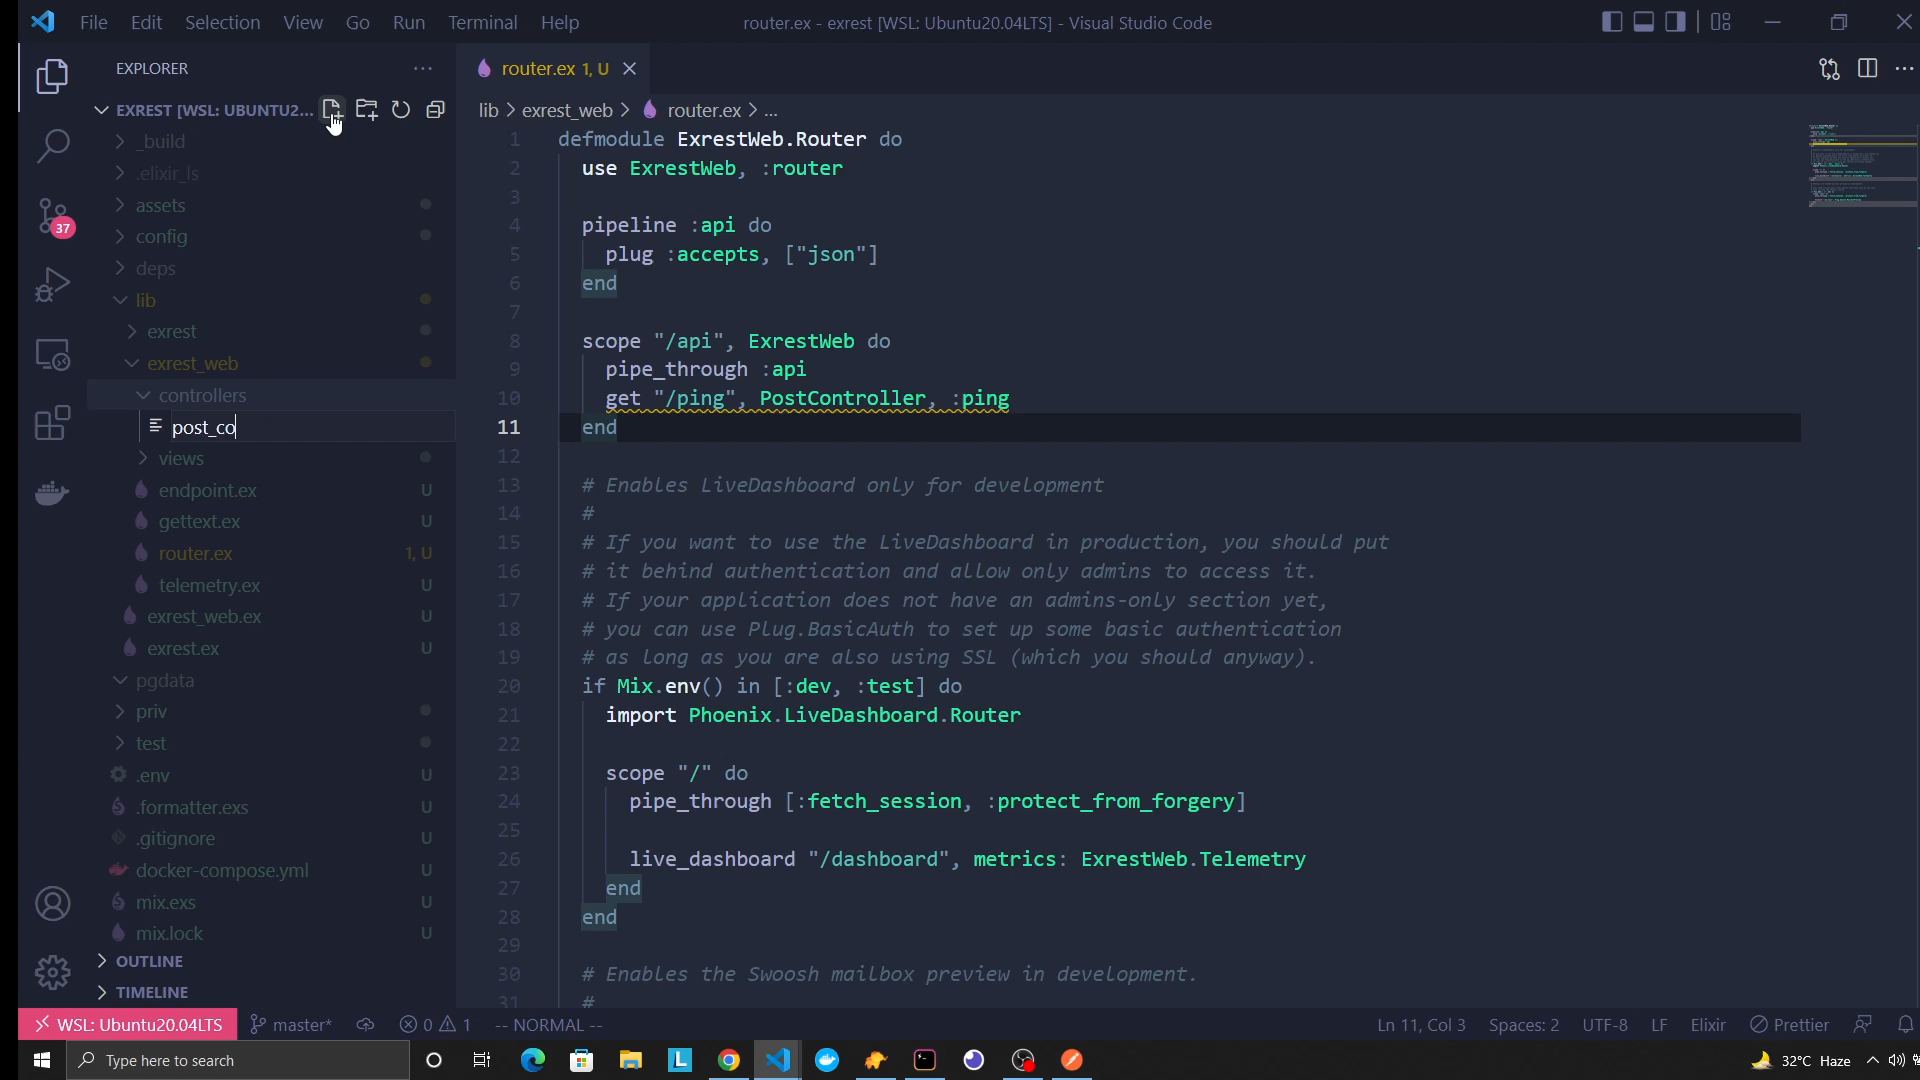 File Edit Selection View Go Run Terminal Help
router.ex - exrest [WSL: Ubuntu20.04LTS] - Visual Studio Code
EXPLORER
EXREST [WSL: UBUNTU2...
_build
.elixir_ls
assets
config
deps
lib
exrest
exrest_web
controllers
post_co
views
endpoint.ex U
gettext.ex U
router.ex 1, U
telemetry.ex U
exrest_web.ex U
exrest.ex U
pgdata
priv
test
.env U
.formatter.exs U
.gitignore U
docker-compose.yml U
mix.exs U
mix.lock U
OUTLINE
TIMELINE
37
router.ex 1, U
lib > exrest_web > router.ex > ...
1 defmodule ExrestWeb.Router do
2 use ExrestWeb, :router
3
4 pipeline :api do
5 plug :accepts, ["json"]
6 end
7
8 scope "/api", ExrestWeb do
9 pipe_through :api
10 get "/ping", PostController, :ping
11 end
12
13 # Enables LiveDashboard only for development
14 #
15 # If you want to use the LiveDashboard in production, you should put
16 # it behind authentication and allow only admins to access it.
17 # If your application does not have an admins-only section yet,
18 # you can use Plug.BasicAuth to set up some basic authentication
19 # as long as you are also using SSL (which you should anyway).
20 if Mix.env() in [:dev, :test] do
21 import Phoenix.LiveDashboard.Router
22
23 scope "/" do
24 pipe_through [:fetch_session, :protect_from_forgery]
25
26 live_dashboard "/dashboard", metrics: ExrestWeb.Telemetry
27 end
28 end
29
30 # Enables the Swoosh mailbox preview in development.
31 #
WSL: Ubuntu20.04LTS master* 0 1 -- NORMAL -- Ln 11, Col 3 Spaces: 2 UTF-8 LF Elixir Prettier
Type here to search L 32°C Haze